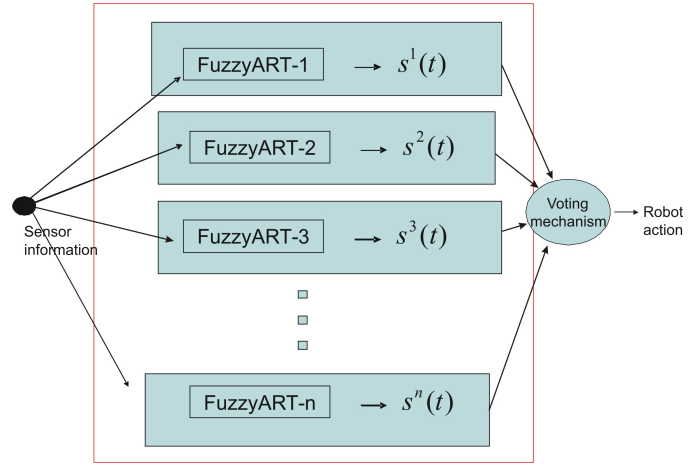 FuzzyART-1 → s¹(t)
FuzzyART-2 → s²(t)
FuzzyART-3 → s³(t)
FuzzyART-n → sⁿ(t)
Sensor
information
Voting
mechanism
Robot
action